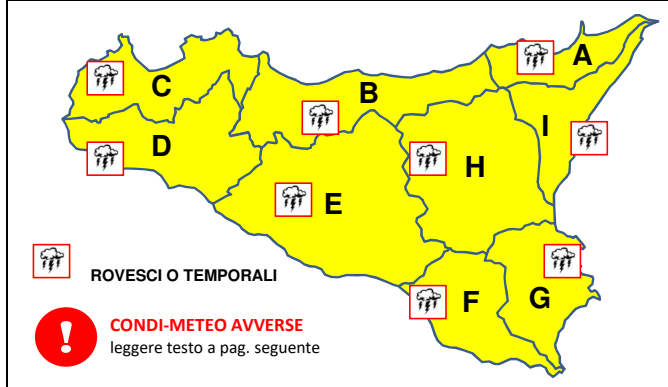 A
C
B
I
D
H
E
ROVESCI O TEMPORALI
F
G
CONDI-METEO AVVERSE
leggere testo a pag. seguente